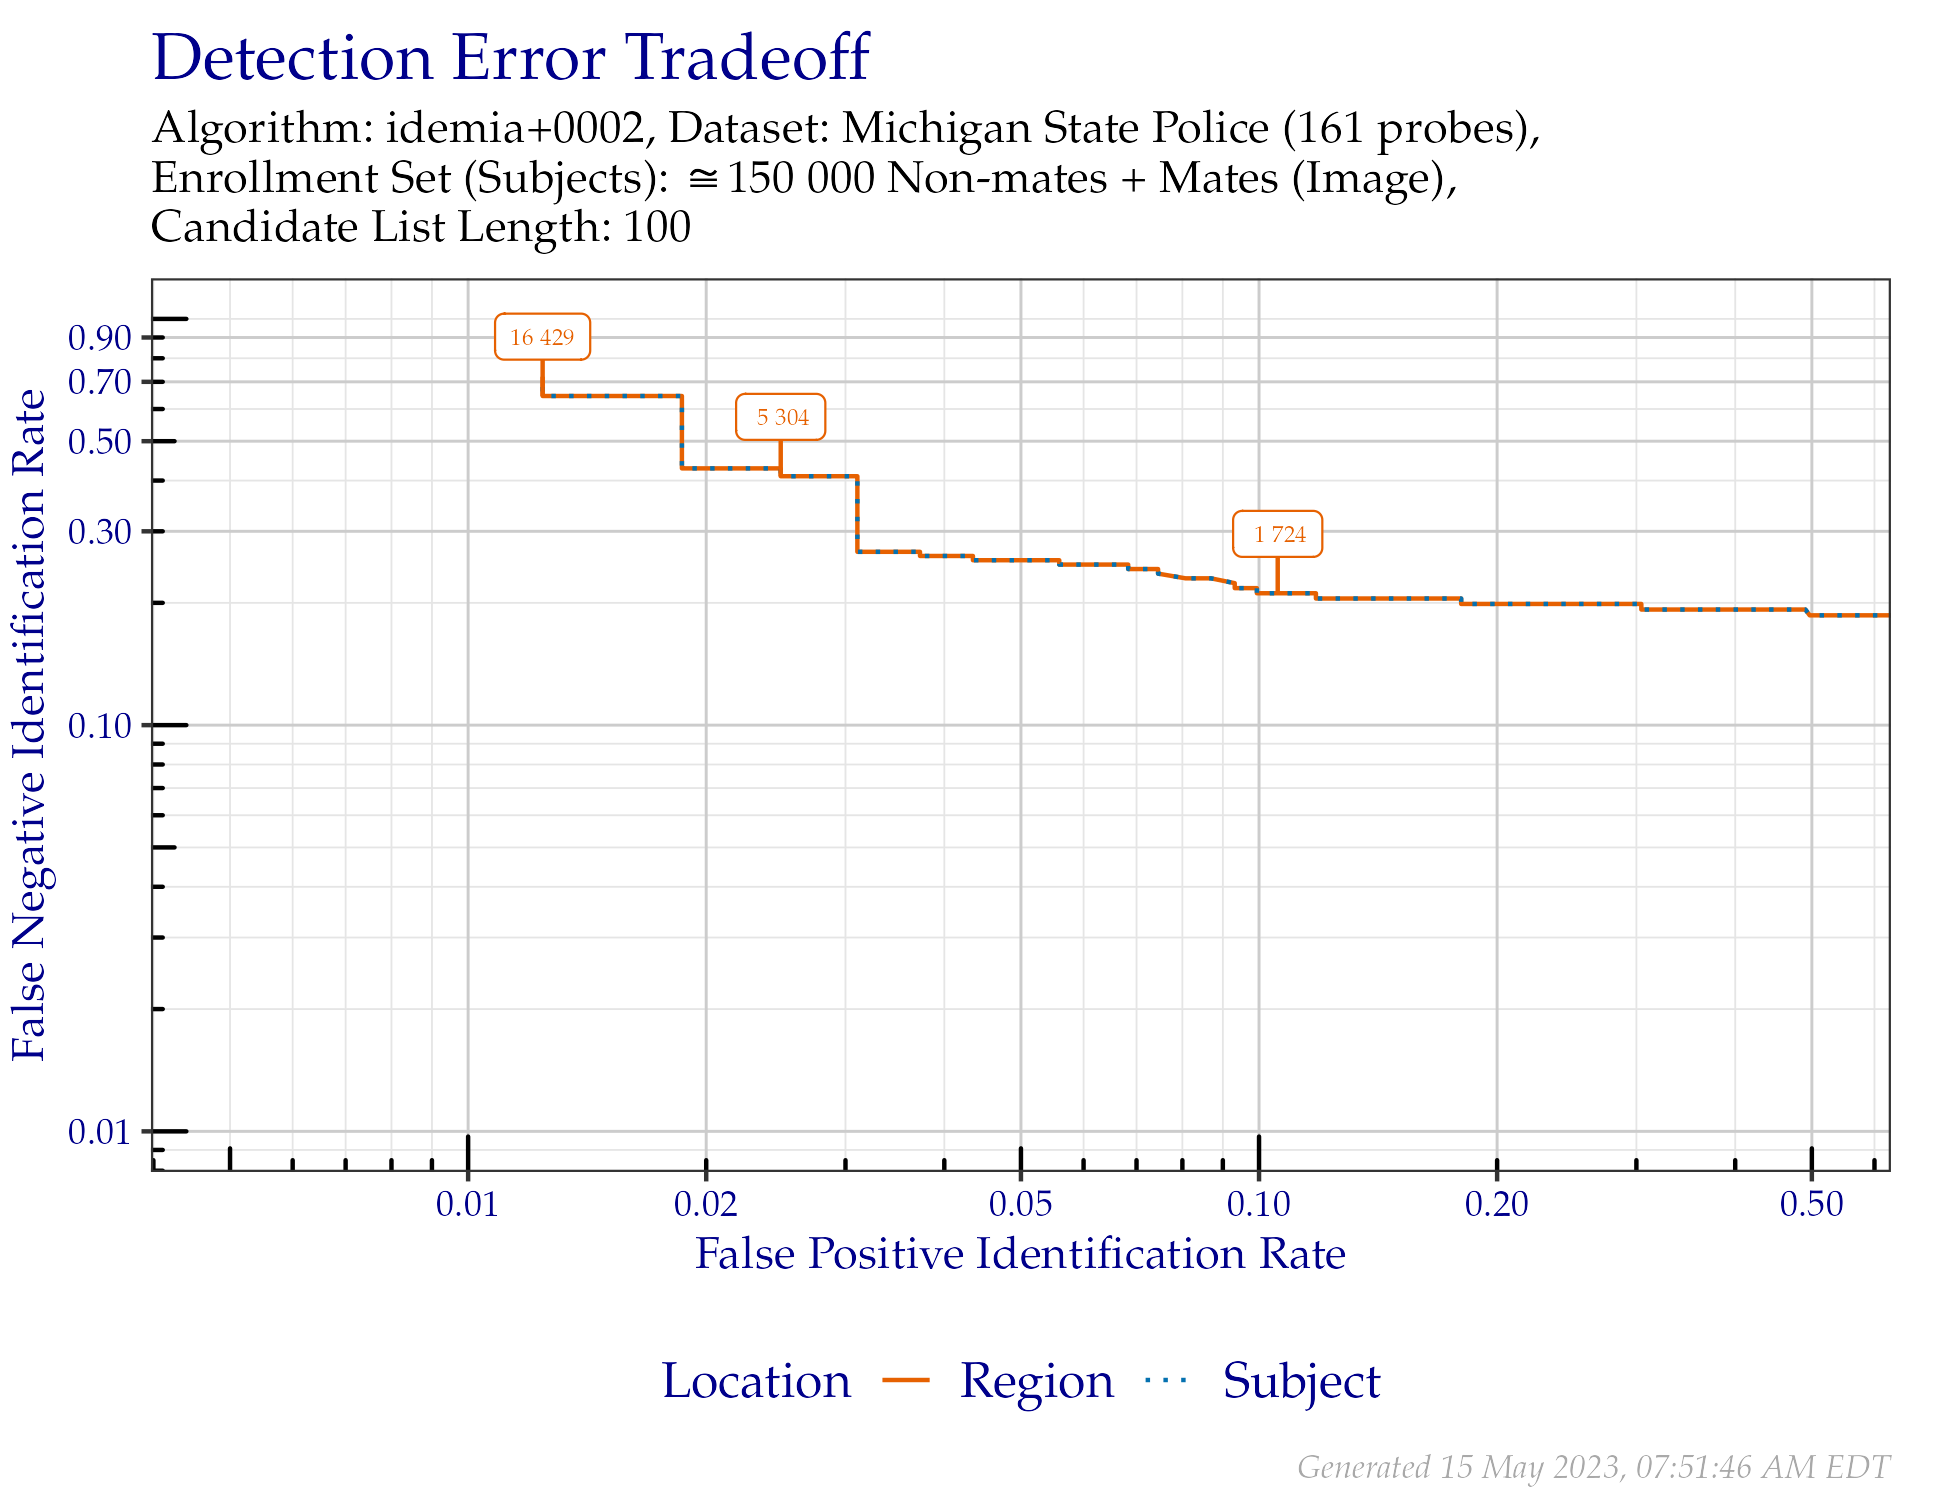 Detection Error Tradeoff
Algorithm: idemia+0002, Dataset: Michigan State Police (161 probes),
Enrollment Set (Subjects): ≅ 150 000 Non-mates + Mates (Image),
Candidate List Length: 100
False Negative Identification Rate
0.90
0.70
0.50
0.30
0.10
0.01
16 429
5 304
1 724
0.01 0.02 0.05 0.10 0.20 0.50
False Positive Identification Rate
Location Region Subject
Generated 15 May 2023, 07:51:46 AM EDT